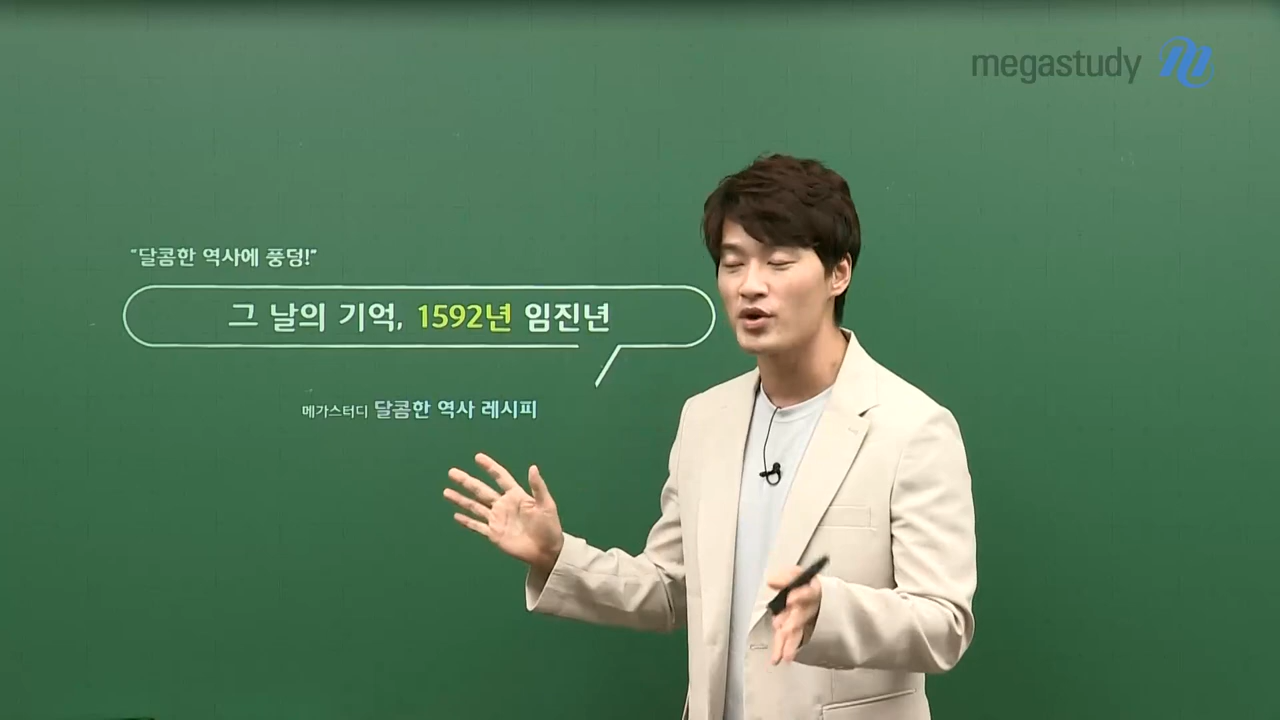 megastudy
"달콤한 역사에 풍덩!"
그 날의 기억, 1592년 임진년
메가스터디 달콤한 역사 레시피